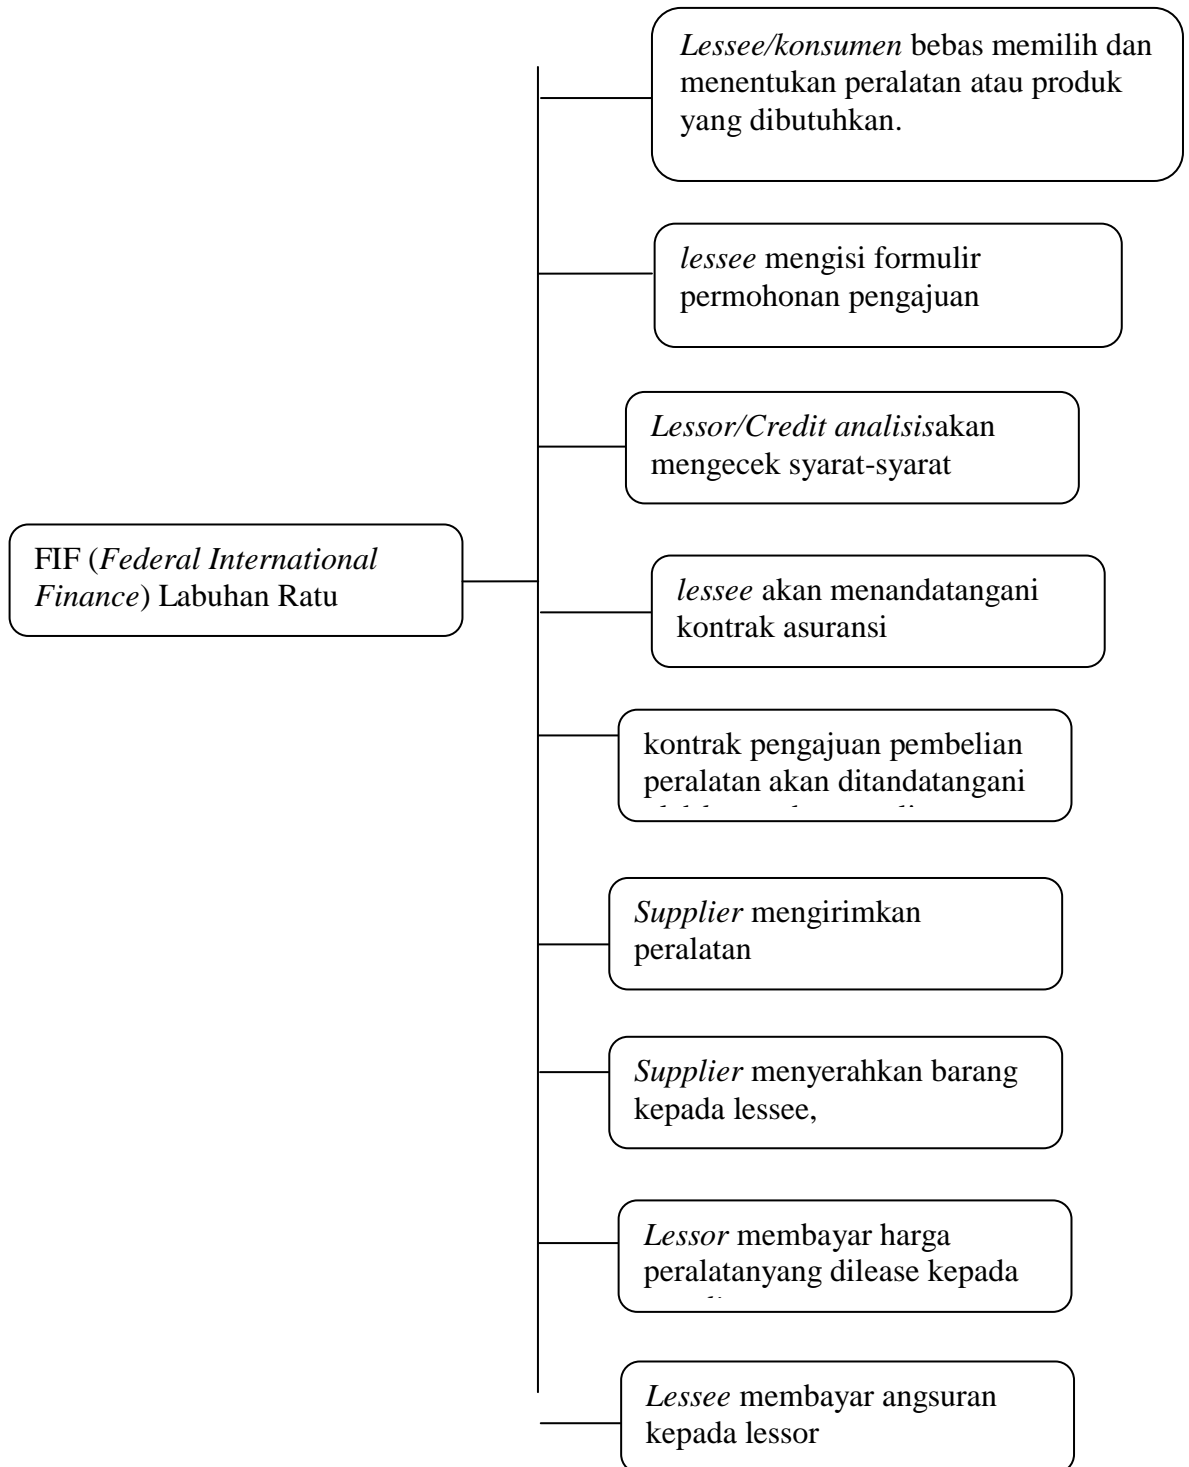 Lessee/konsumen bebas memilih dan
menentukan peralatan atau produk
yang dibutuhkan.
lessee mengisi formulir
permohonan pengajuan
Lessor/Credit analisisakan
mengecek syarat-syarat
FIF (Federal International
Finance) Labuhan Ratu
lessee akan menandatangani
kontrak asuransi
kontrak pengajuan pembelian
peralatan akan ditandatangani
Supplier mengirimkan
peralatan
Supplier menyerahkan barang
kepada lessee,
Lessor membayar harga
peralatanyang dilease kepada
Lessee membayar angsuran
kepada lessor